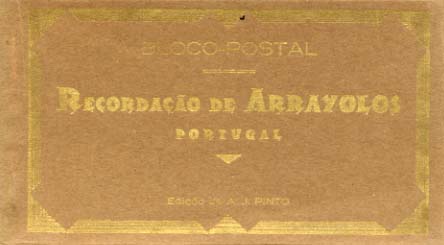 BLOCO-POSTAL
RECORDAÇÃO DE ARRAYOLOS
PORTUGAL
Edição de A. J. PINTO